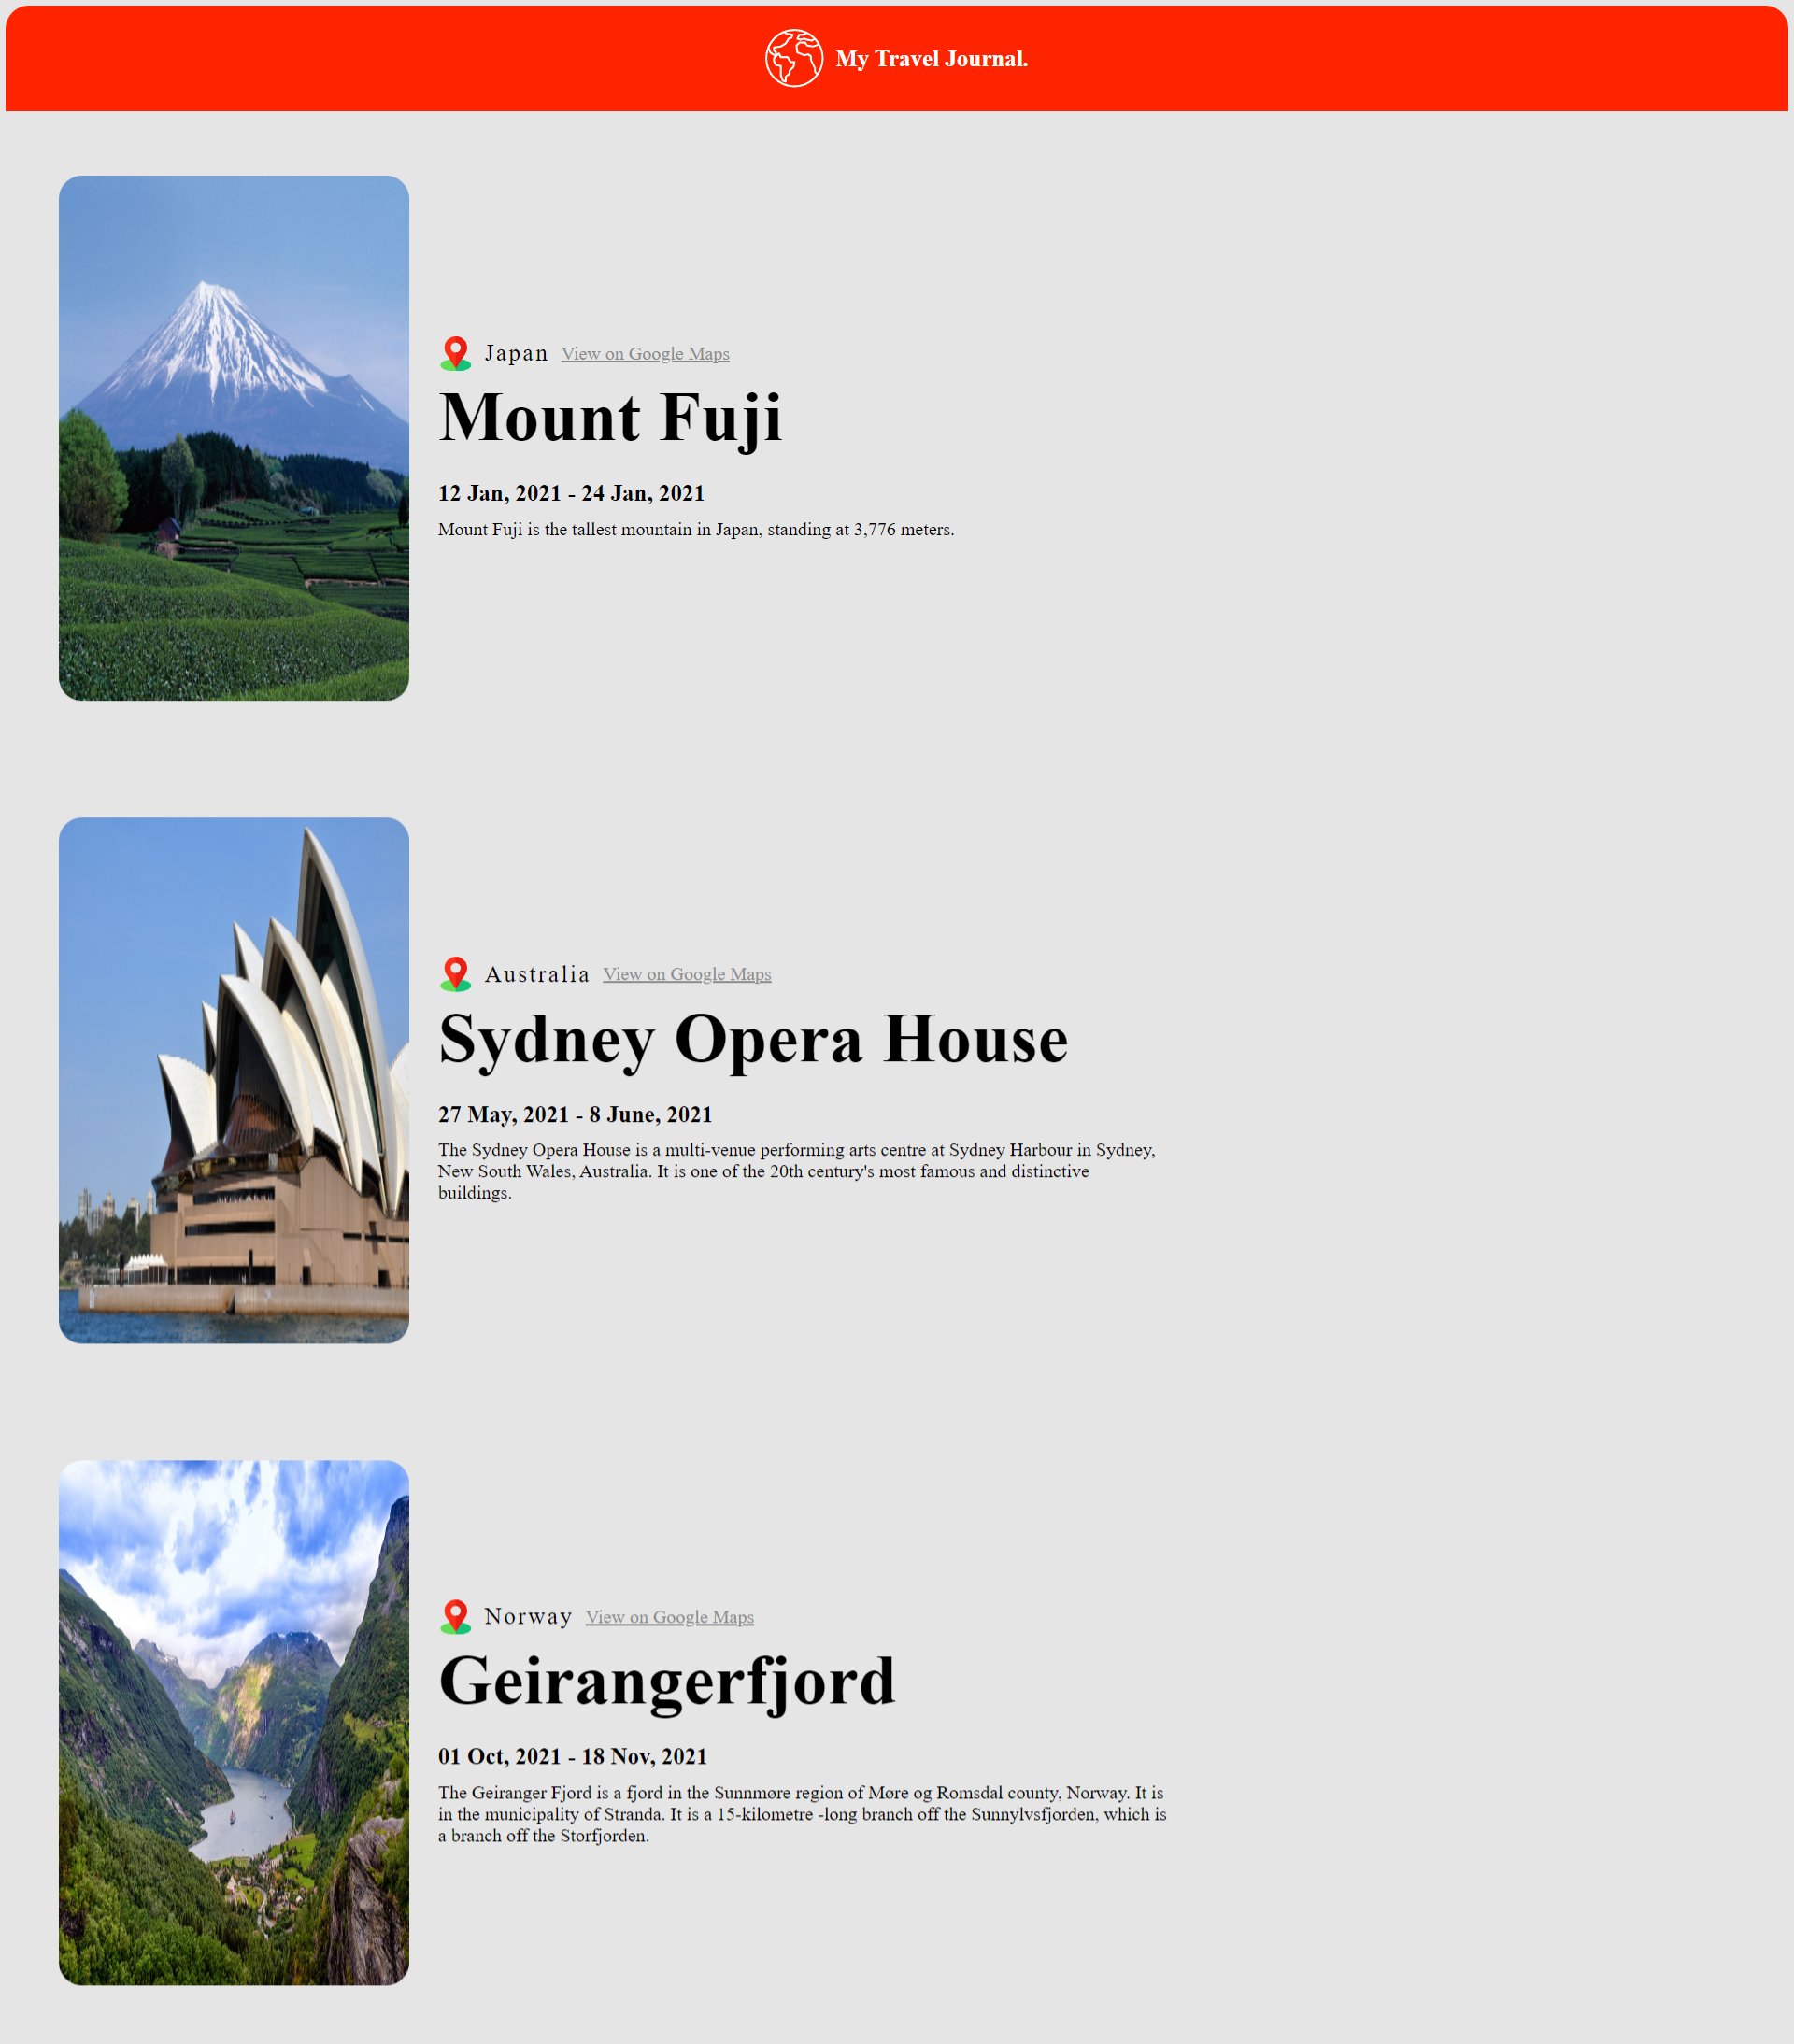 My Travel Journal.
Japan View on Google Maps
Mount Fuji
12 Jan, 2021 - 24 Jan, 2021
Mount Fuji is the tallest mountain in Japan, standing at 3,776 meters.
Australia View on Google Maps
Sydney Opera House
27 May, 2021 - 8 June, 2021
The Sydney Opera House is a multi-venue performing arts centre at Sydney Harbour in Sydney,
New South Wales, Australia. It is one of the 20th century's most famous and distinctive
buildings.
Norway View on Google Maps
Geirangerfjord
01 Oct, 2021 - 18 Nov, 2021
The Geiranger Fjord is a fjord in the Sunnmøre region of Møre og Romsdal county, Norway. It is
in the municipality of Stranda. It is a 15-kilometre -long branch off the Sunnylvsfjorden, which is
a branch off the Storfjorden.